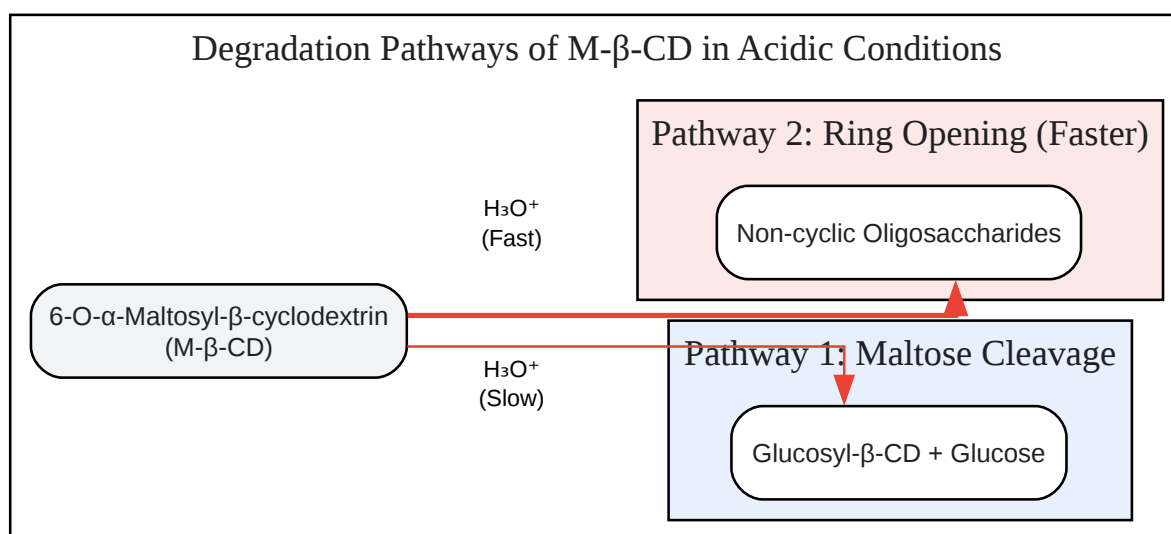 Degradation Pathways of M-β-CD in Acidic Conditions
Pathway 2: Ring Opening (Faster)
H₃O⁺
(Fast)
Non-cyclic Oligosaccharides
6-O-α-Maltosyl-β-cyclodextrin
(M-β-CD)
Pathway 1: Maltose Cleavage
H₃O⁺
(Slow)
Glucosyl-β-CD + Glucose